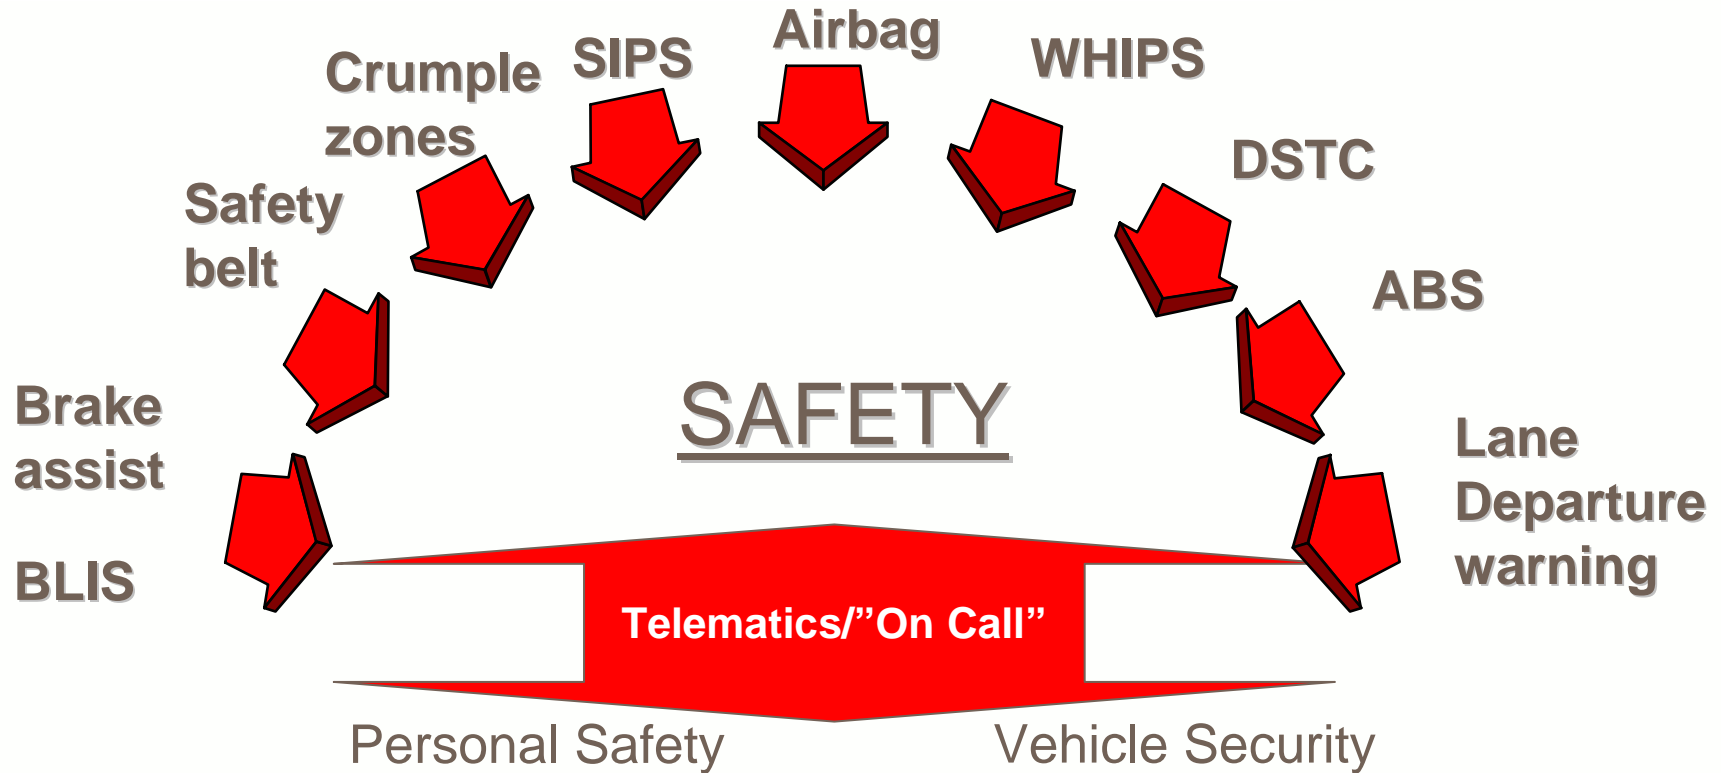 Airbag
SIPS
WHIPS
Crumple
zones
DSTC
Safety
belt
ABS
SAFETY
Brake
assist
Lane
Departure
warning
BLIS
Telematics/”On Call”
Personal Safety
Vehicle Security